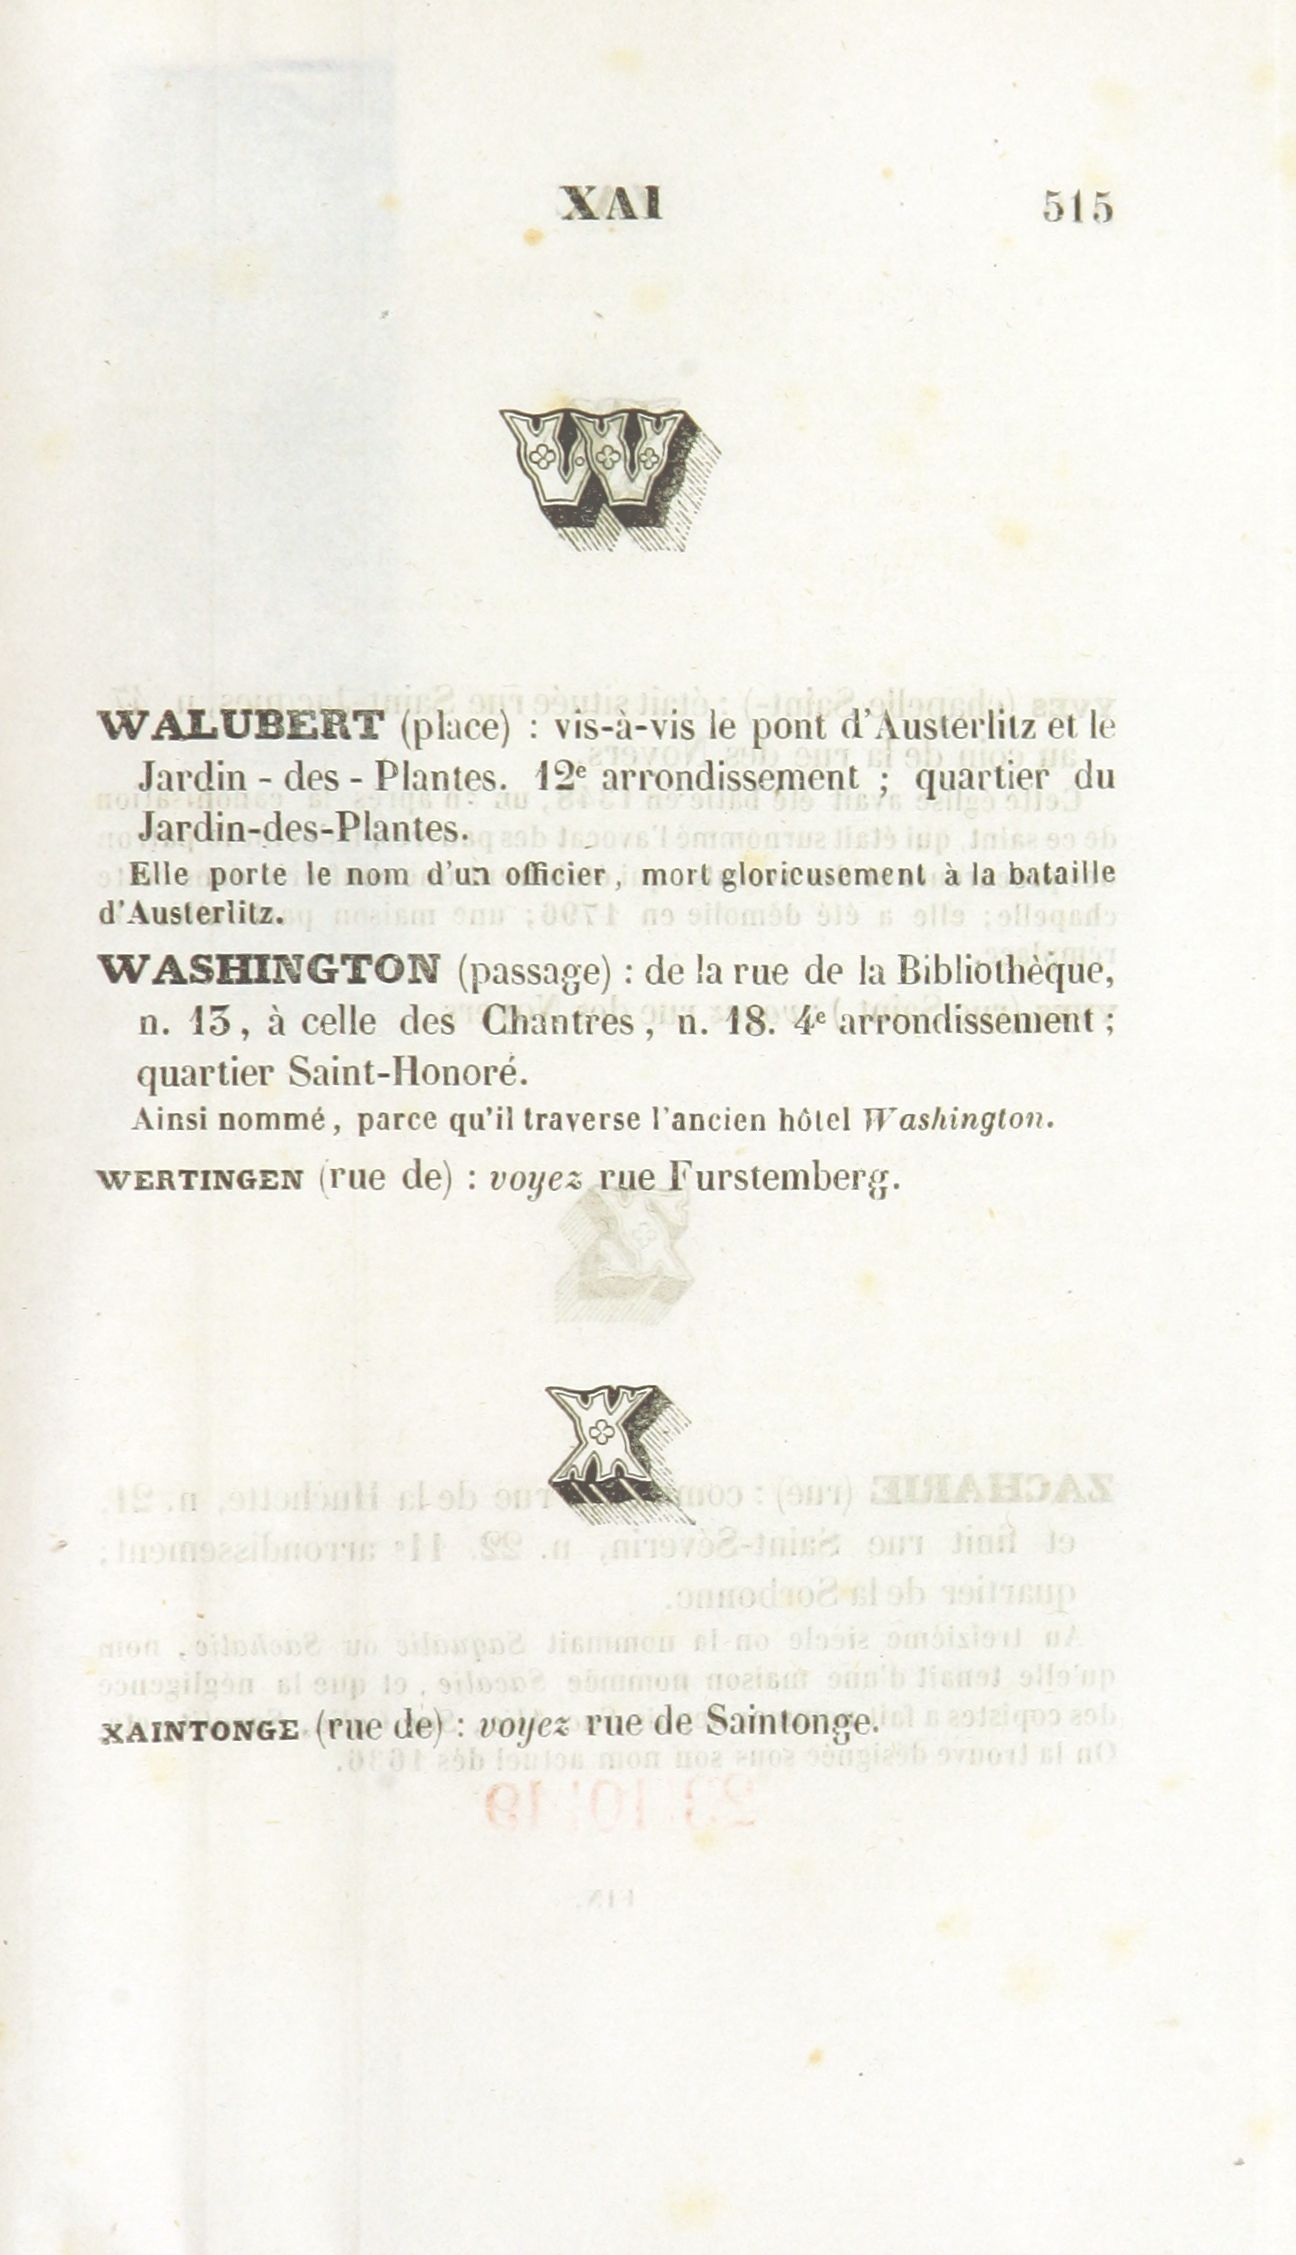 XAI 515
W
WALUBERT (place) : vis-à-vis le pont d'Austerlitz et le
Jardin - des - Plantes. 12e arrondissement ; quartier du
Jardin-des-Plantes.
Elle porte le nom d'un officier, mort glorieusement à la bataille
d'Austerlitz.
WASHINGTON (passage) : de la rue de la Bibliothèque,
n. 13, à celle des Chantres, n. 18. 4e arrondissement ;
quartier Saint-Honoré.
Ainsi nommé, parce qu'il traverse l'ancien hôtel Washington.
WERTINGEN (rue de) : voyez rue Furstemberg.
X
XAINTONGE (rue de) : voyez rue de Saintonge.